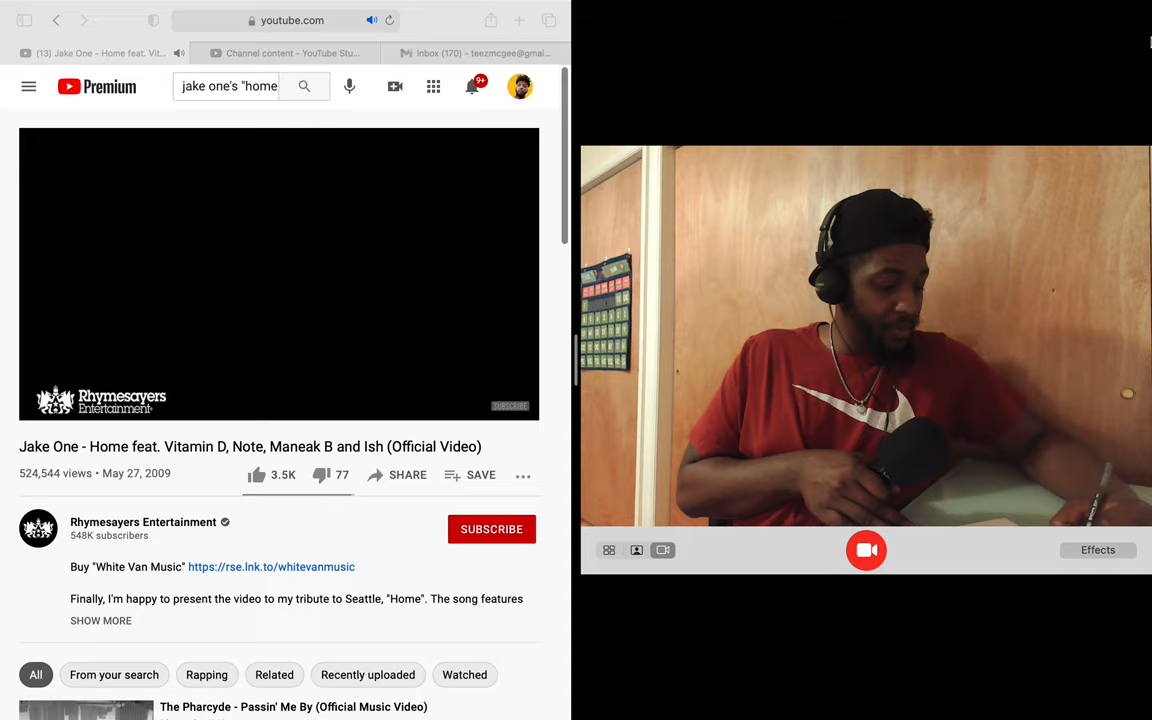 youtube.com
(13) Jake One - Home feat. Vit...
Channel content - YouTube Stu...
Inbox (170) - teezmcgee@gmai...
Premium
jake one's "home
9+
Rhymesayers
Entertainment
SUBSCRIBE
Jake One - Home feat. Vitamin D, Note, Maneak B and Ish (Official Video)
524,544 views • May 27, 2009
3.5K
77
SHARE
SAVE
Rhymesayers Entertainment
548K subscribers
SUBSCRIBE
Buy "White Van Music" https://rse.lnk.to/whitevanmusic
Finally, I'm happy to present the video to my tribute to Seattle, "Home". The song features
SHOW MORE
All
From your search
Rapping
Related
Recently uploaded
Watched
The Pharcyde - Passin' Me By (Official Music Video)
Effects